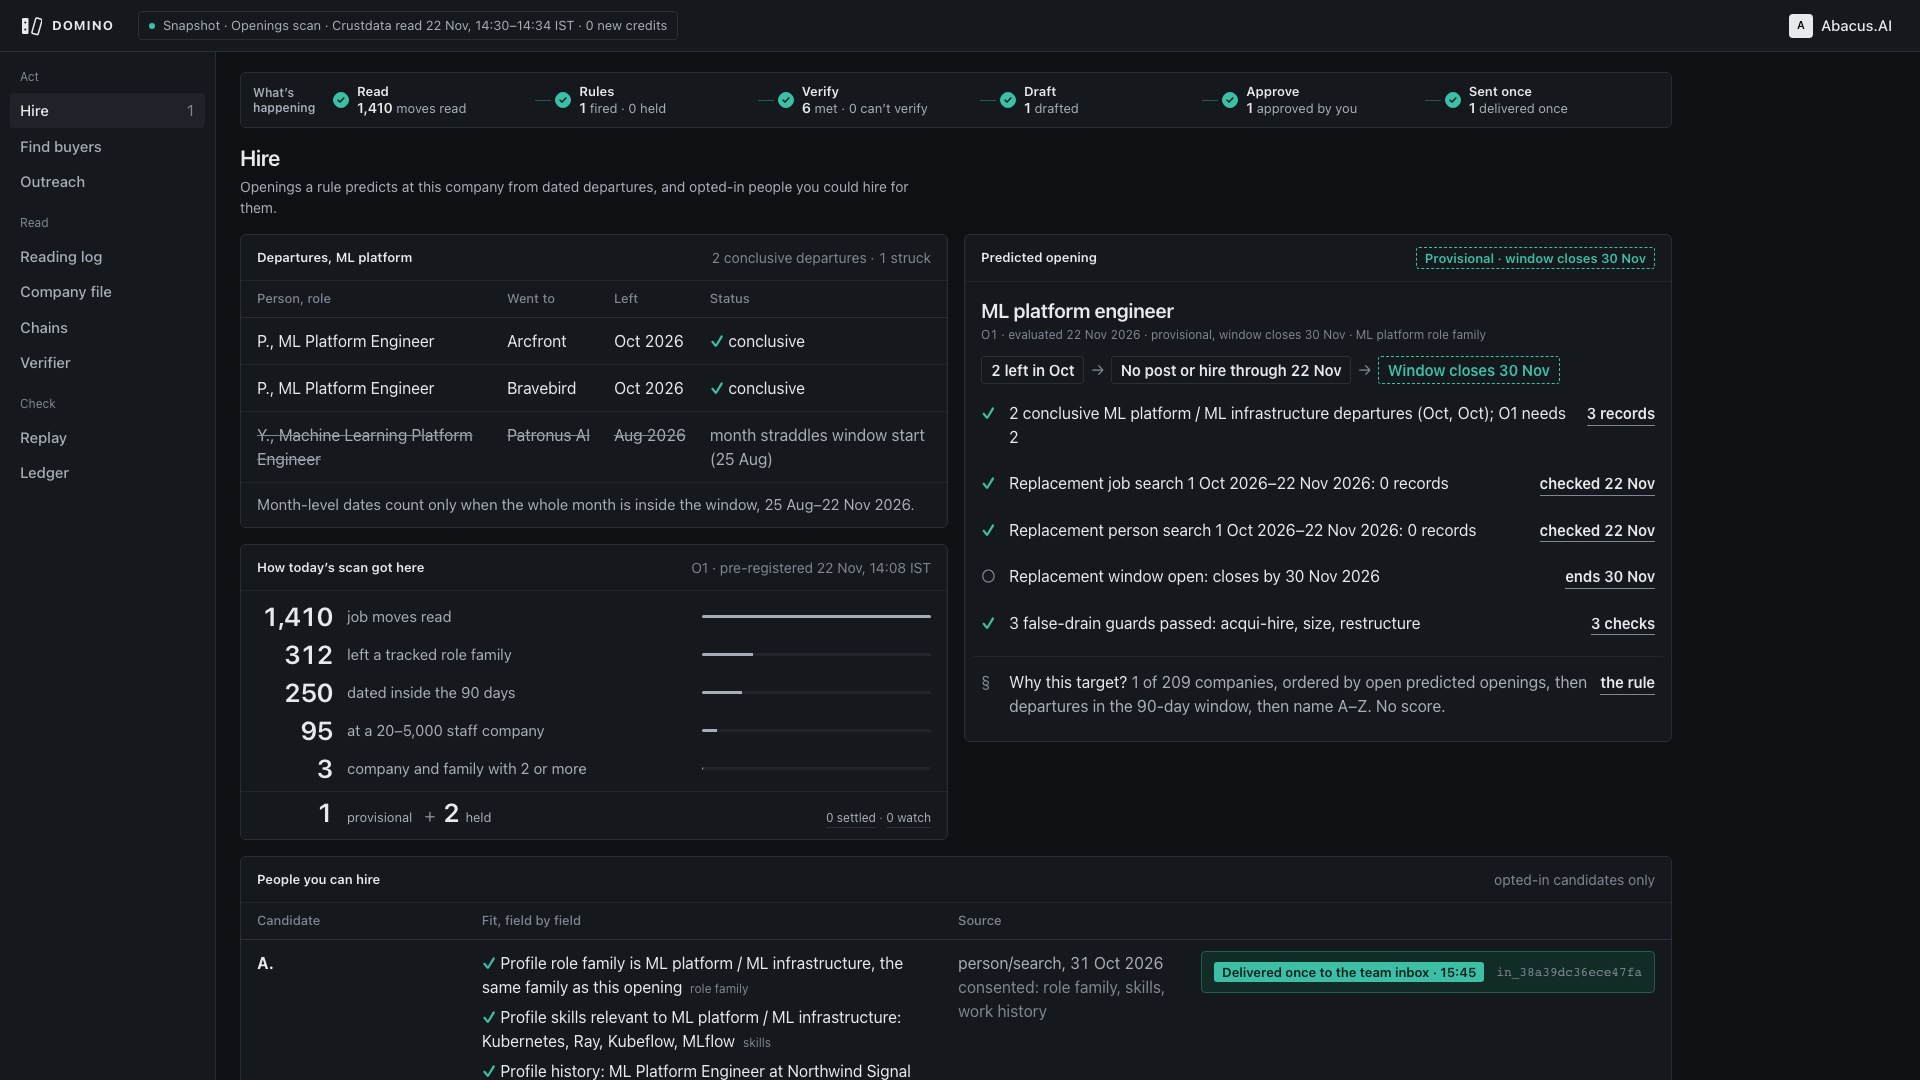 DOMINO
Snapshot · Openings scan · Crustdata read 22 Nov, 14:30–14:34 IST · 0 new credits
A
Abacus.AI
Act
Hire 1
Find buyers
Outreach
Read
Reading log
Company file
Chains
Verifier
Check
Replay
Ledger
What's happening
Read
1,410 moves read
Rules
1 fired · 0 held
Verify
6 met · 0 can't verify
Draft
1 drafted
Approve
1 approved by you
Sent once
1 delivered once
Hire
Openings a rule predicts at this company from dated departures, and opted-in people you could hire for
them.
Departures, ML platform
2 conclusive departures · 1 struck
Person, role Went to Left Status
P., ML Platform Engineer Arcfront Oct 2026 ✓ conclusive
P., ML Platform Engineer Bravebird Oct 2026 ✓ conclusive
Y., Machine Learning Platform Engineer Patronus AI Aug 2026 month straddles window start (25 Aug)
Month-level dates count only when the whole month is inside the window, 25 Aug–22 Nov 2026.
How today's scan got here
O1 · pre-registered 22 Nov, 14:08 IST
1,410 job moves read
312 left a tracked role family
250 dated inside the 90 days
95 at a 20–5,000 staff company
3 company and family with 2 or more
1 provisional + 2 held
0 settled · 0 watch
Predicted opening
Provisional · window closes 30 Nov
ML platform engineer
O1 · evaluated 22 Nov 2026 · provisional, window closes 30 Nov · ML platform role family
2 left in Oct → No post or hire through 22 Nov → Window closes 30 Nov
✓ 2 conclusive ML platform / ML infrastructure departures (Oct, Oct); O1 needs 3 records
2
✓ Replacement job search 1 Oct 2026–22 Nov 2026: 0 records checked 22 Nov
✓ Replacement person search 1 Oct 2026–22 Nov 2026: 0 records checked 22 Nov
Replacement window open: closes by 30 Nov 2026 ends 30 Nov
✓ 3 false-drain guards passed: acqui-hire, size, restructure 3 checks
§ Why this target? 1 of 209 companies, ordered by open predicted openings, then the rule
departures in the 90-day window, then name A–Z. No score.
People you can hire
opted-in candidates only
Candidate Fit, field by field Source
A.
✓ Profile role family is ML platform / ML infrastructure, the
same family as this opening role family
✓ Profile skills relevant to ML platform / ML infrastructure:
Kubernetes, Ray, Kubeflow, MLflow skills
✓ Profile history: ML Platform Engineer at Northwind Signal
person/search, 31 Oct 2026
consented: role family, skills,
work history
Delivered once to the team inbox · 15:45 in_38a39dc36ece47fa